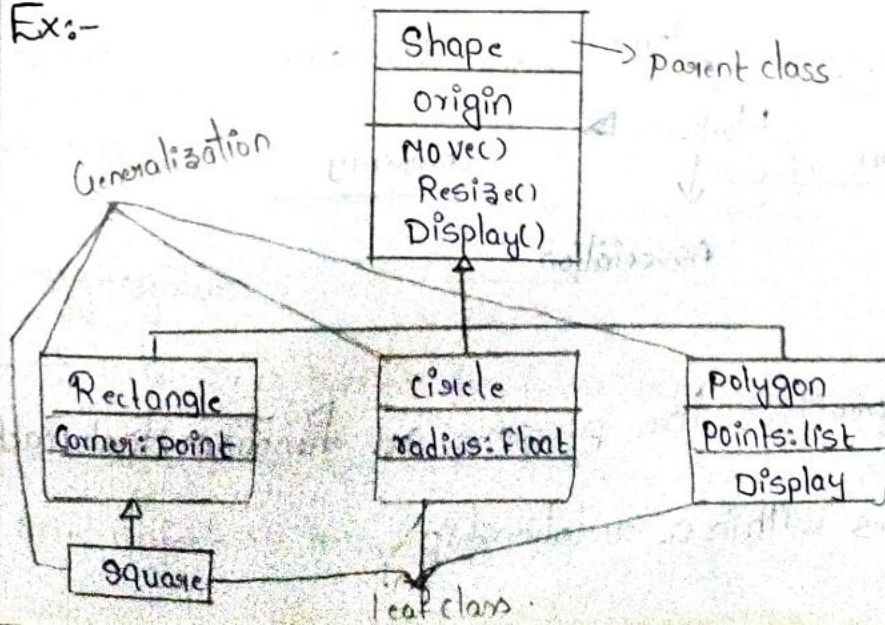 Ex:-
Shape
parent class
origin
Move()
Resize()
Display()
Generalization
Rectangle
Corner: point
circle
radius: float
Polygon
Points: list
Display
square
leaf class.